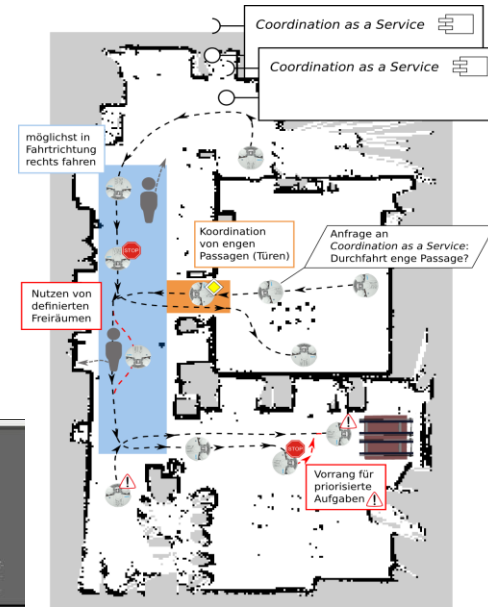 Coordination as a Service
Coordination as a Service
möglichst in
Fahrtrichtung
rechts fahren
STOP
Koordination
von engen
Passagen (Türen)
Anfrage an
Coordination as a Service:
Durchfahrt enge Passage?
Nutzen von
definierten
Freiräumen
!
STOP
!
Vorrang für
priorisierte
Aufgaben !